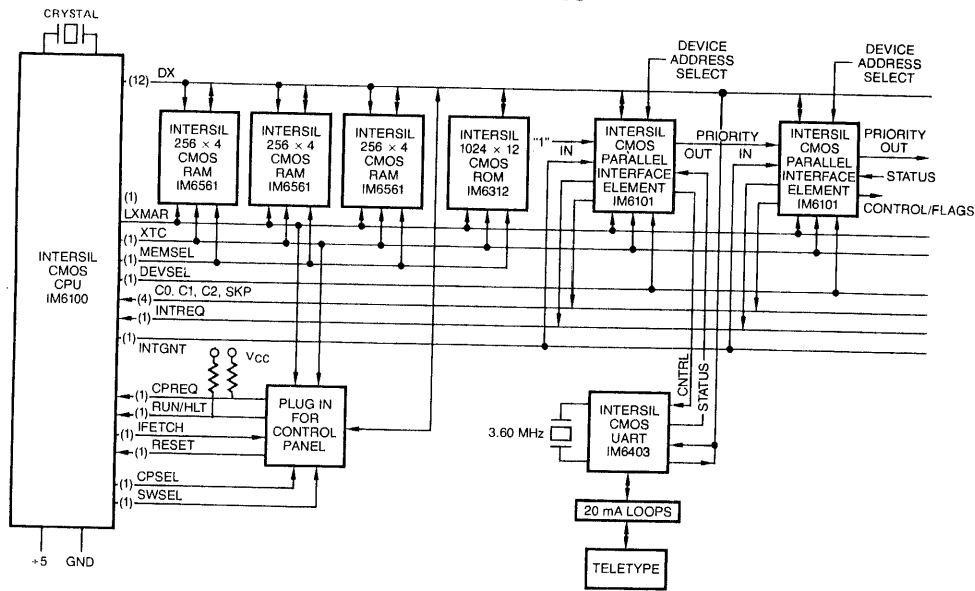 CRYSTAL
(12) DX
INTERSIL
256 × 4
CMOS
RAM
IM6561
INTERSIL
256 × 4
CMOS
RAM
IM6561
INTERSIL
256 × 4
CMOS
RAM
IM6561
INTERSIL
1024 × 12
CMOS
ROM
IM6312
DEVICE
ADDRESS
SELECT
"1"
IN
INTERSIL
CMOS
PARALLEL
INTERFACE
ELEMENT
IM6101
PRIORITY
OUT
IN
DEVICE
ADDRESS
SELECT
INTERSIL
CMOS
PARALLEL
INTERFACE
ELEMENT
IM6101
PRIORITY
OUT
STATUS
CONTROL/FLAGS
INTERSIL
CMOS
CPU
IM6100
(1)
LXMAR
XTC
(1)
MEMSEL
(1)
DEVSEL
(1)
C0, C1, C2, SKP
(4)
INTREQ
(1)
(1)
INTGNT
VCC
CPREQ
(1)
RUN/HLT
(1)
IFETCH
(1)
RESET
(1)
CPSEL
(1)
SWSEL
(1)
PLUG IN
FOR
CONTROL
PANEL
CNTRL
STATUS
3.60 MHz
INTERSIL
CMOS
UART
IM6403
20 mA LOOPS
TELETYPE
+5 GND